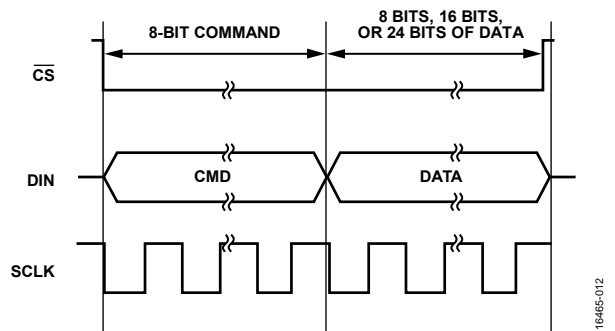 8-BIT COMMAND
8 BITS, 16 BITS,
OR 24 BITS OF DATA
CS
DIN
CMD
DATA
SCLK
16465-012